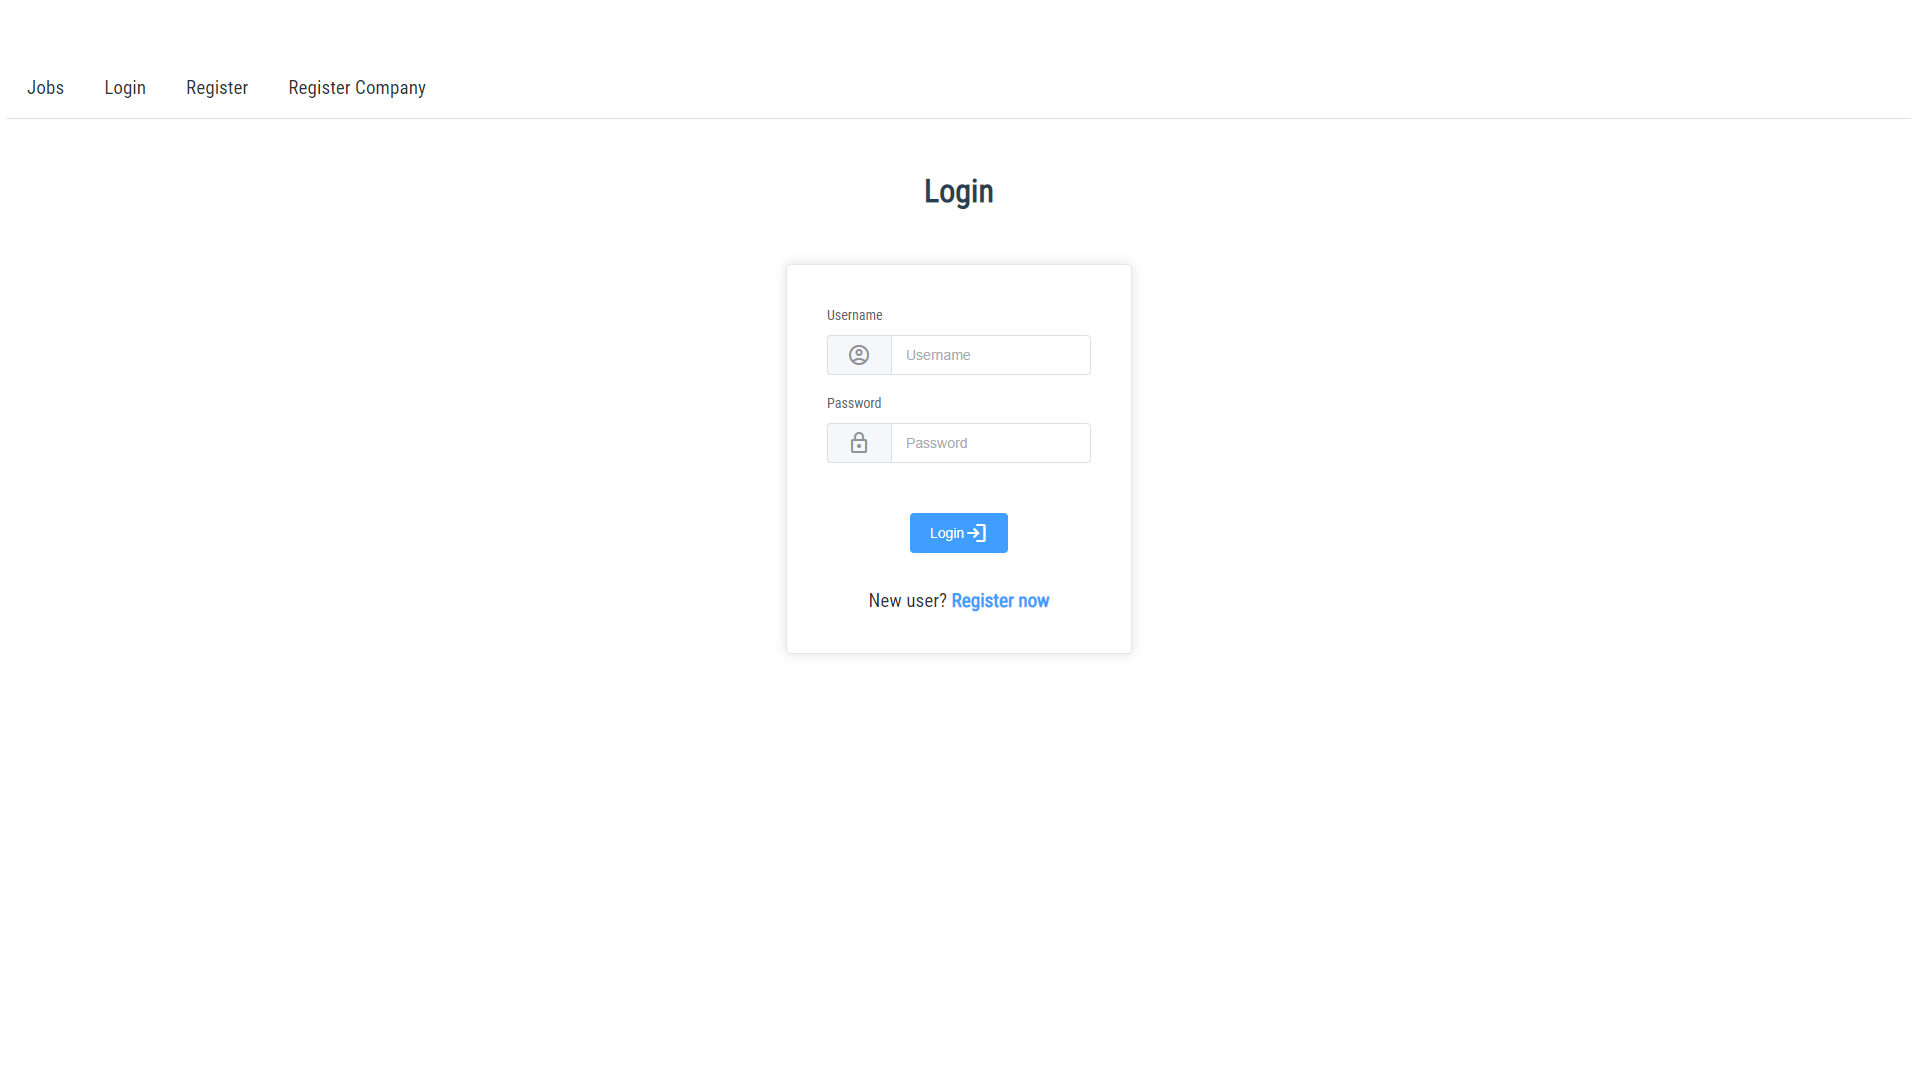 Jobs Login Register Register Company
Login
Username
Username
Password
Password
Login
New user? Register now